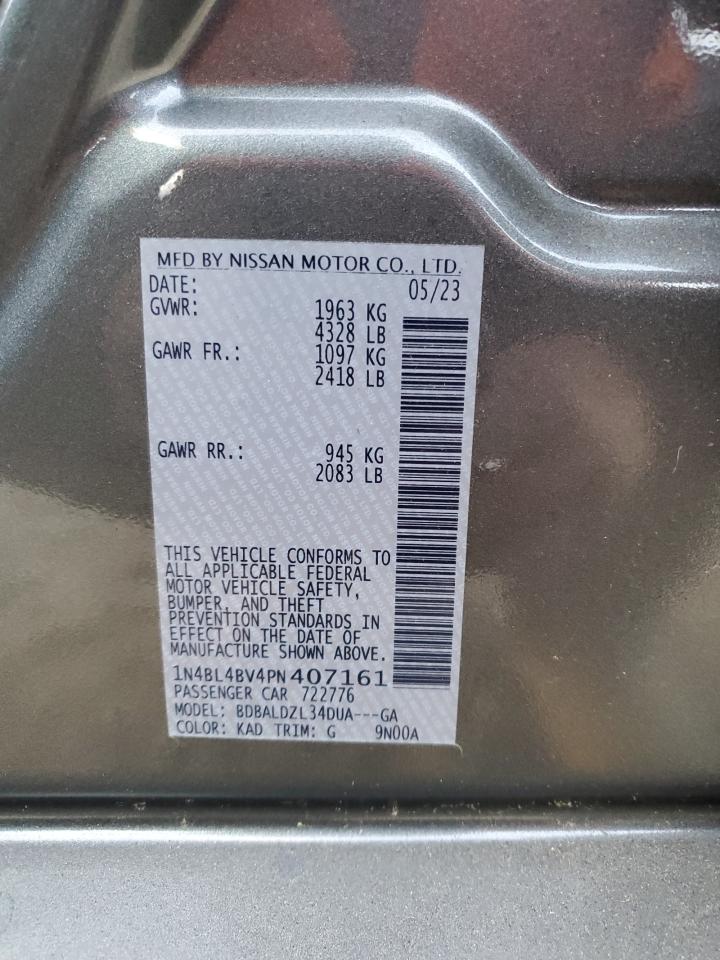 MFD BY NISSAN MOTOR CO., LTD.
DATE: 05/23
GVWR: 1963 KG
4328 LB
GAWR FR.: 1097 KG
2418 LB
GAWR RR.: 945 KG
2083 LB
THIS VEHICLE CONFORMS TO
ALL APPLICABLE FEDERAL
MOTOR VEHICLE SAFETY,
BUMPER, AND THEFT
PREVENTION STANDARDS IN
EFFECT ON THE DATE OF
MANUFACTURE SHOWN ABOVE.
1N4BL4BV4PN407161
PASSENGER CAR 722776
MODEL: BDBALDZL34DUA---GA
COLOR: KAD TRIM: G 9N00A